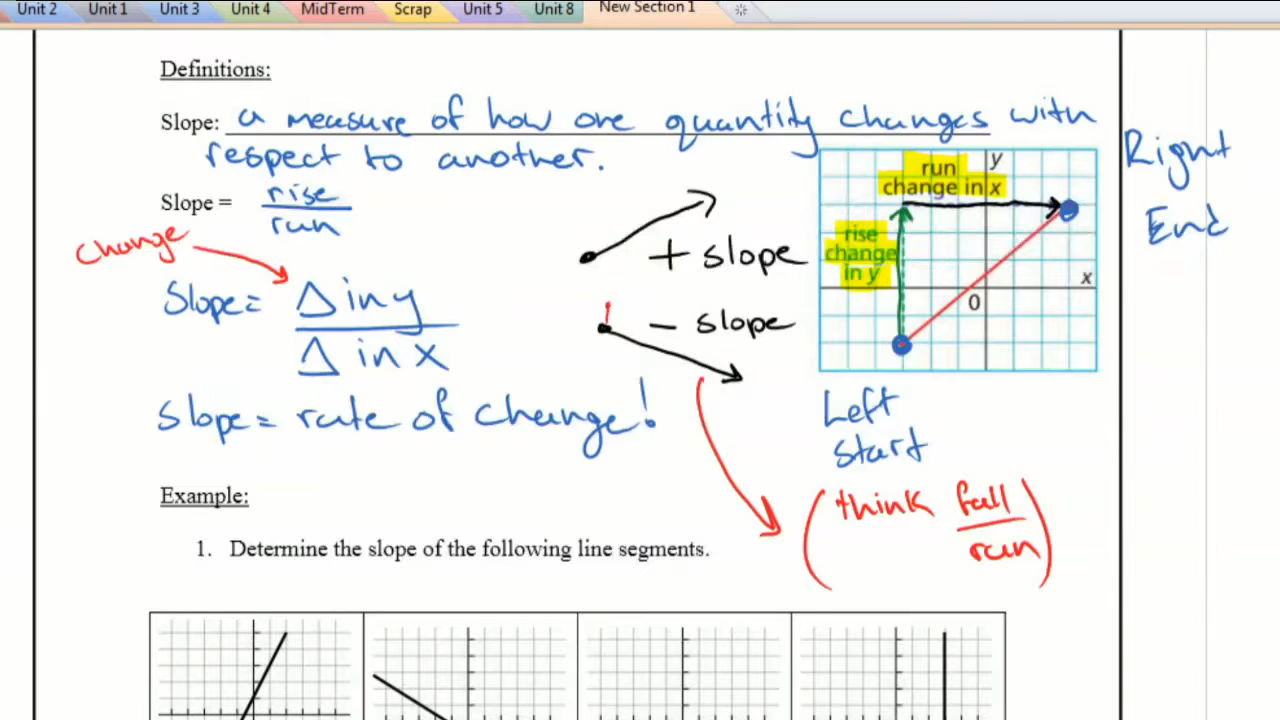 Unit 2 Unit 1 Unit 3 Unit 4 MidTerm Scrap Unit 5 Unit 8 New Section 1
Definitions:
Slope: a measure of how one quantity changes with
respect to another.
Slope = rise
run
change
Slope = Δ in y
Δ in x
slope = rate of change!
+ slope
- slope
run
change in x
y
rise
change
in y
x
0
Right
End
Left
start
(think fall
run)
Example:
1. Determine the slope of the following line segments.